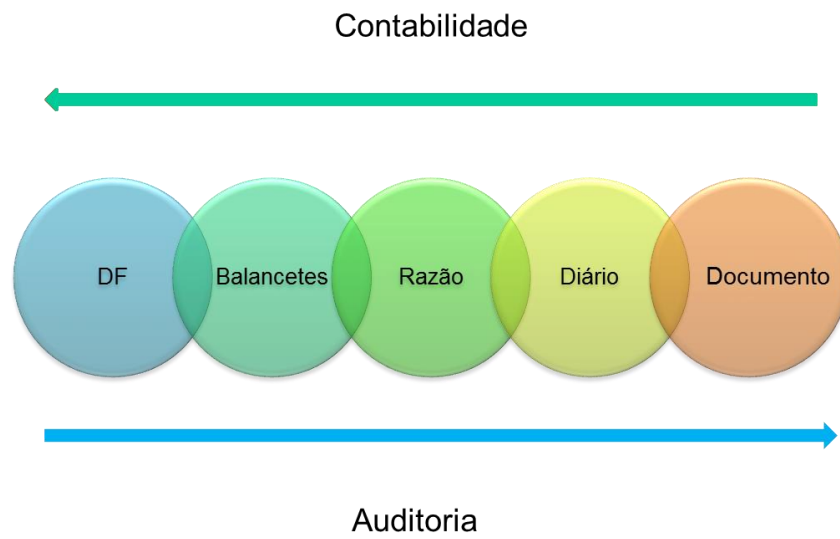 Contabilidade
DF
Balancetes
Razão
Diário
Documento
Auditoria